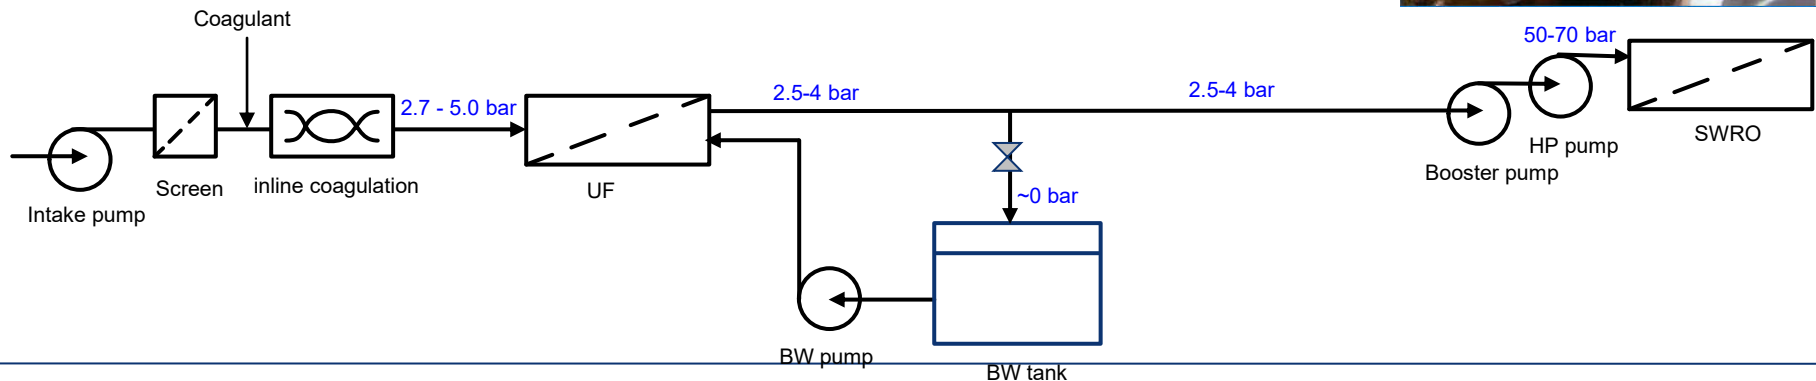 Coagulant
50-70 bar
2.7 - 5.0 bar
2.5-4 bar
2.5-4 bar
SWRO
HP pump
Booster pump
Screen
inline coagulation
UF
~0 bar
Intake pump
BW pump
BW tank